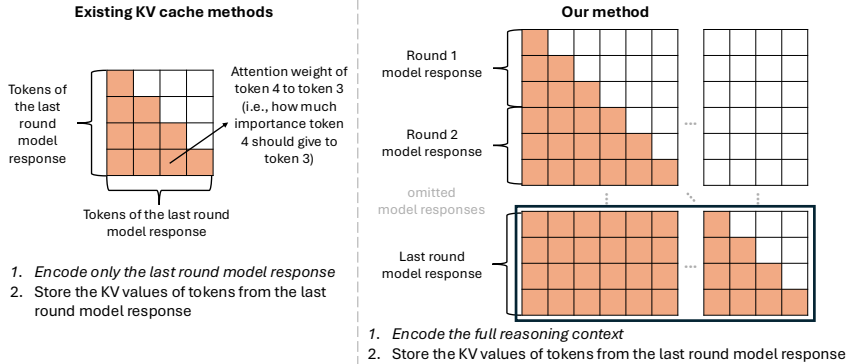 Existing KV cache methods
Tokens of
the last
round
model
response
Attention weight of
token 4 to token 3
(i.e., how much
importance token
4 should give to
token 3)
Tokens of the last round
model response
1. Encode only the last round model response
2. Store the KV values of tokens from the last
round model response
Our method
Round 1
model response
Round 2
model response
...
omitted
model responses
Last round
model response
...
1. Encode the full reasoning context
2. Store the KV values of tokens from the last round model response